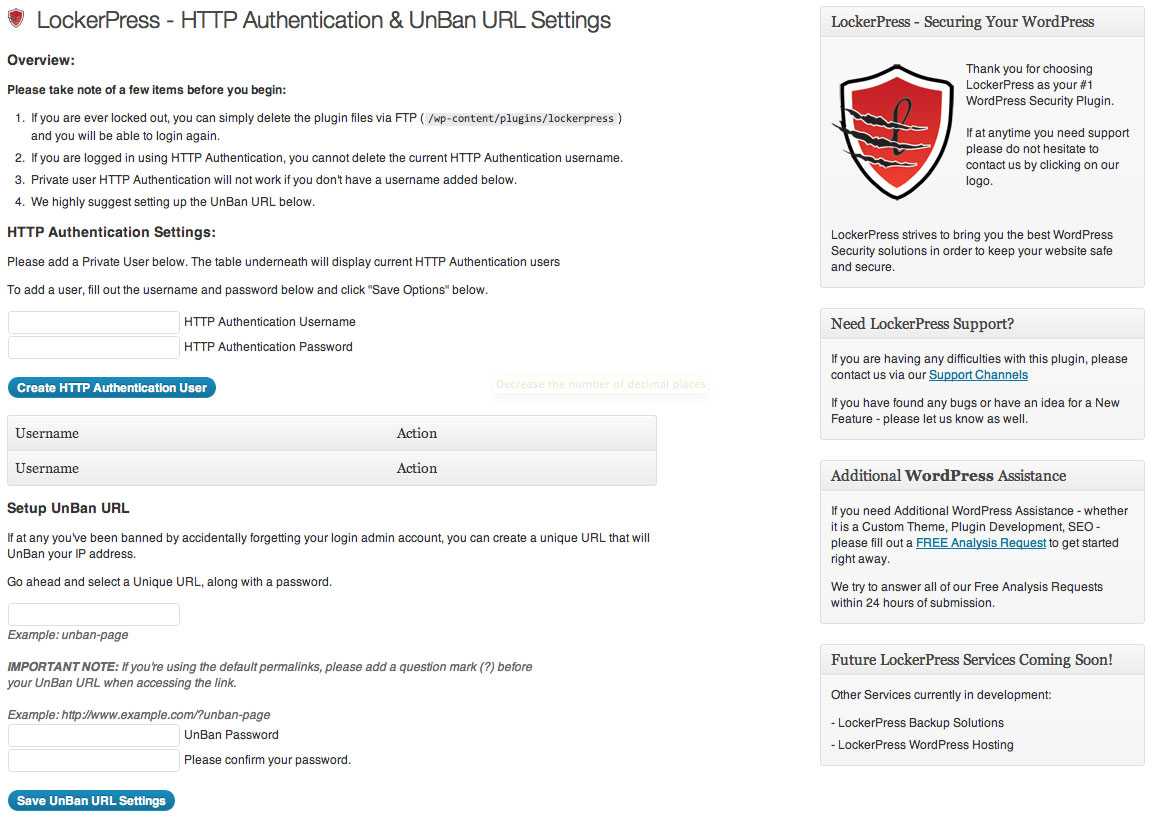 LockerPress - HTTP Authentication & UnBan URL Settings
Overview:
Please take note of a few items before you begin:
1. If you are ever locked out, you can simply delete the plugin files via FTP ( /wp-content/plugins/lockerpress )
and you will be able to login again.
2. If you are logged in using HTTP Authentication, you cannot delete the current HTTP Authentication username.
3. Private user HTTP Authentication will not work if you don't have a username added below.
4. We highly suggest setting up the UnBan URL below.
HTTP Authentication Settings:
Please add a Private User below. The table underneath will display current HTTP Authentication users
To add a user, fill out the username and password below and click "Save Options" below.
HTTP Authentication Username
HTTP Authentication Password
Create HTTP Authentication User
Decrease the number of decimal places
Username Action
Username Action
Setup UnBan URL
If at any you've been banned by accidentally forgetting your login admin account, you can create a unique URL that will
UnBan your IP address.
Go ahead and select a Unique URL, along with a password.
Example: unban-page
IMPORTANT NOTE: If you're using the default permalinks, please add a question mark (?) before
your UnBan URL when accessing the link.
Example: http://www.example.com/?unban-page
UnBan Password
Please confirm your password.
Save UnBan URL Settings
LockerPress - Securing Your WordPress
Thank you for choosing
LockerPress as your #1
WordPress Security Plugin.
If at anytime you need support
please do not hesitate to
contact us by clicking on our
logo.
LockerPress strives to bring you the best WordPress
Security solutions in order to keep your website safe
and secure.
Need LockerPress Support?
If you are having any difficulties with this plugin, please
contact us via our Support Channels
If you have found any bugs or have an idea for a New
Feature - please let us know as well.
Additional WordPress Assistance
If you need Additional WordPress Assistance - whether
it is a Custom Theme, Plugin Development, SEO -
please fill out a FREE Analysis Request to get started
right away.
We try to answer all of our Free Analysis Requests
within 24 hours of submission.
Future LockerPress Services Coming Soon!
Other Services currently in development:
- LockerPress Backup Solutions
- LockerPress WordPress Hosting